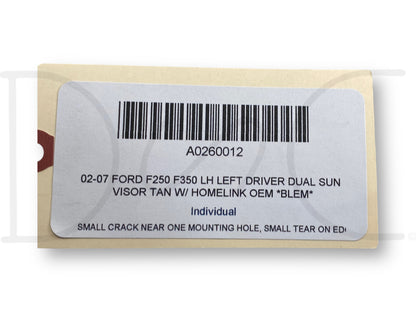 A0260012
02-07 FORD F250 F350 LH LEFT DRIVER DUAL SUN
VISOR TAN W/ HOMELINK OEM *BLEM*
Individual
SMALL CRACK NEAR ONE MOUNTING HOLE, SMALL TEAR ON